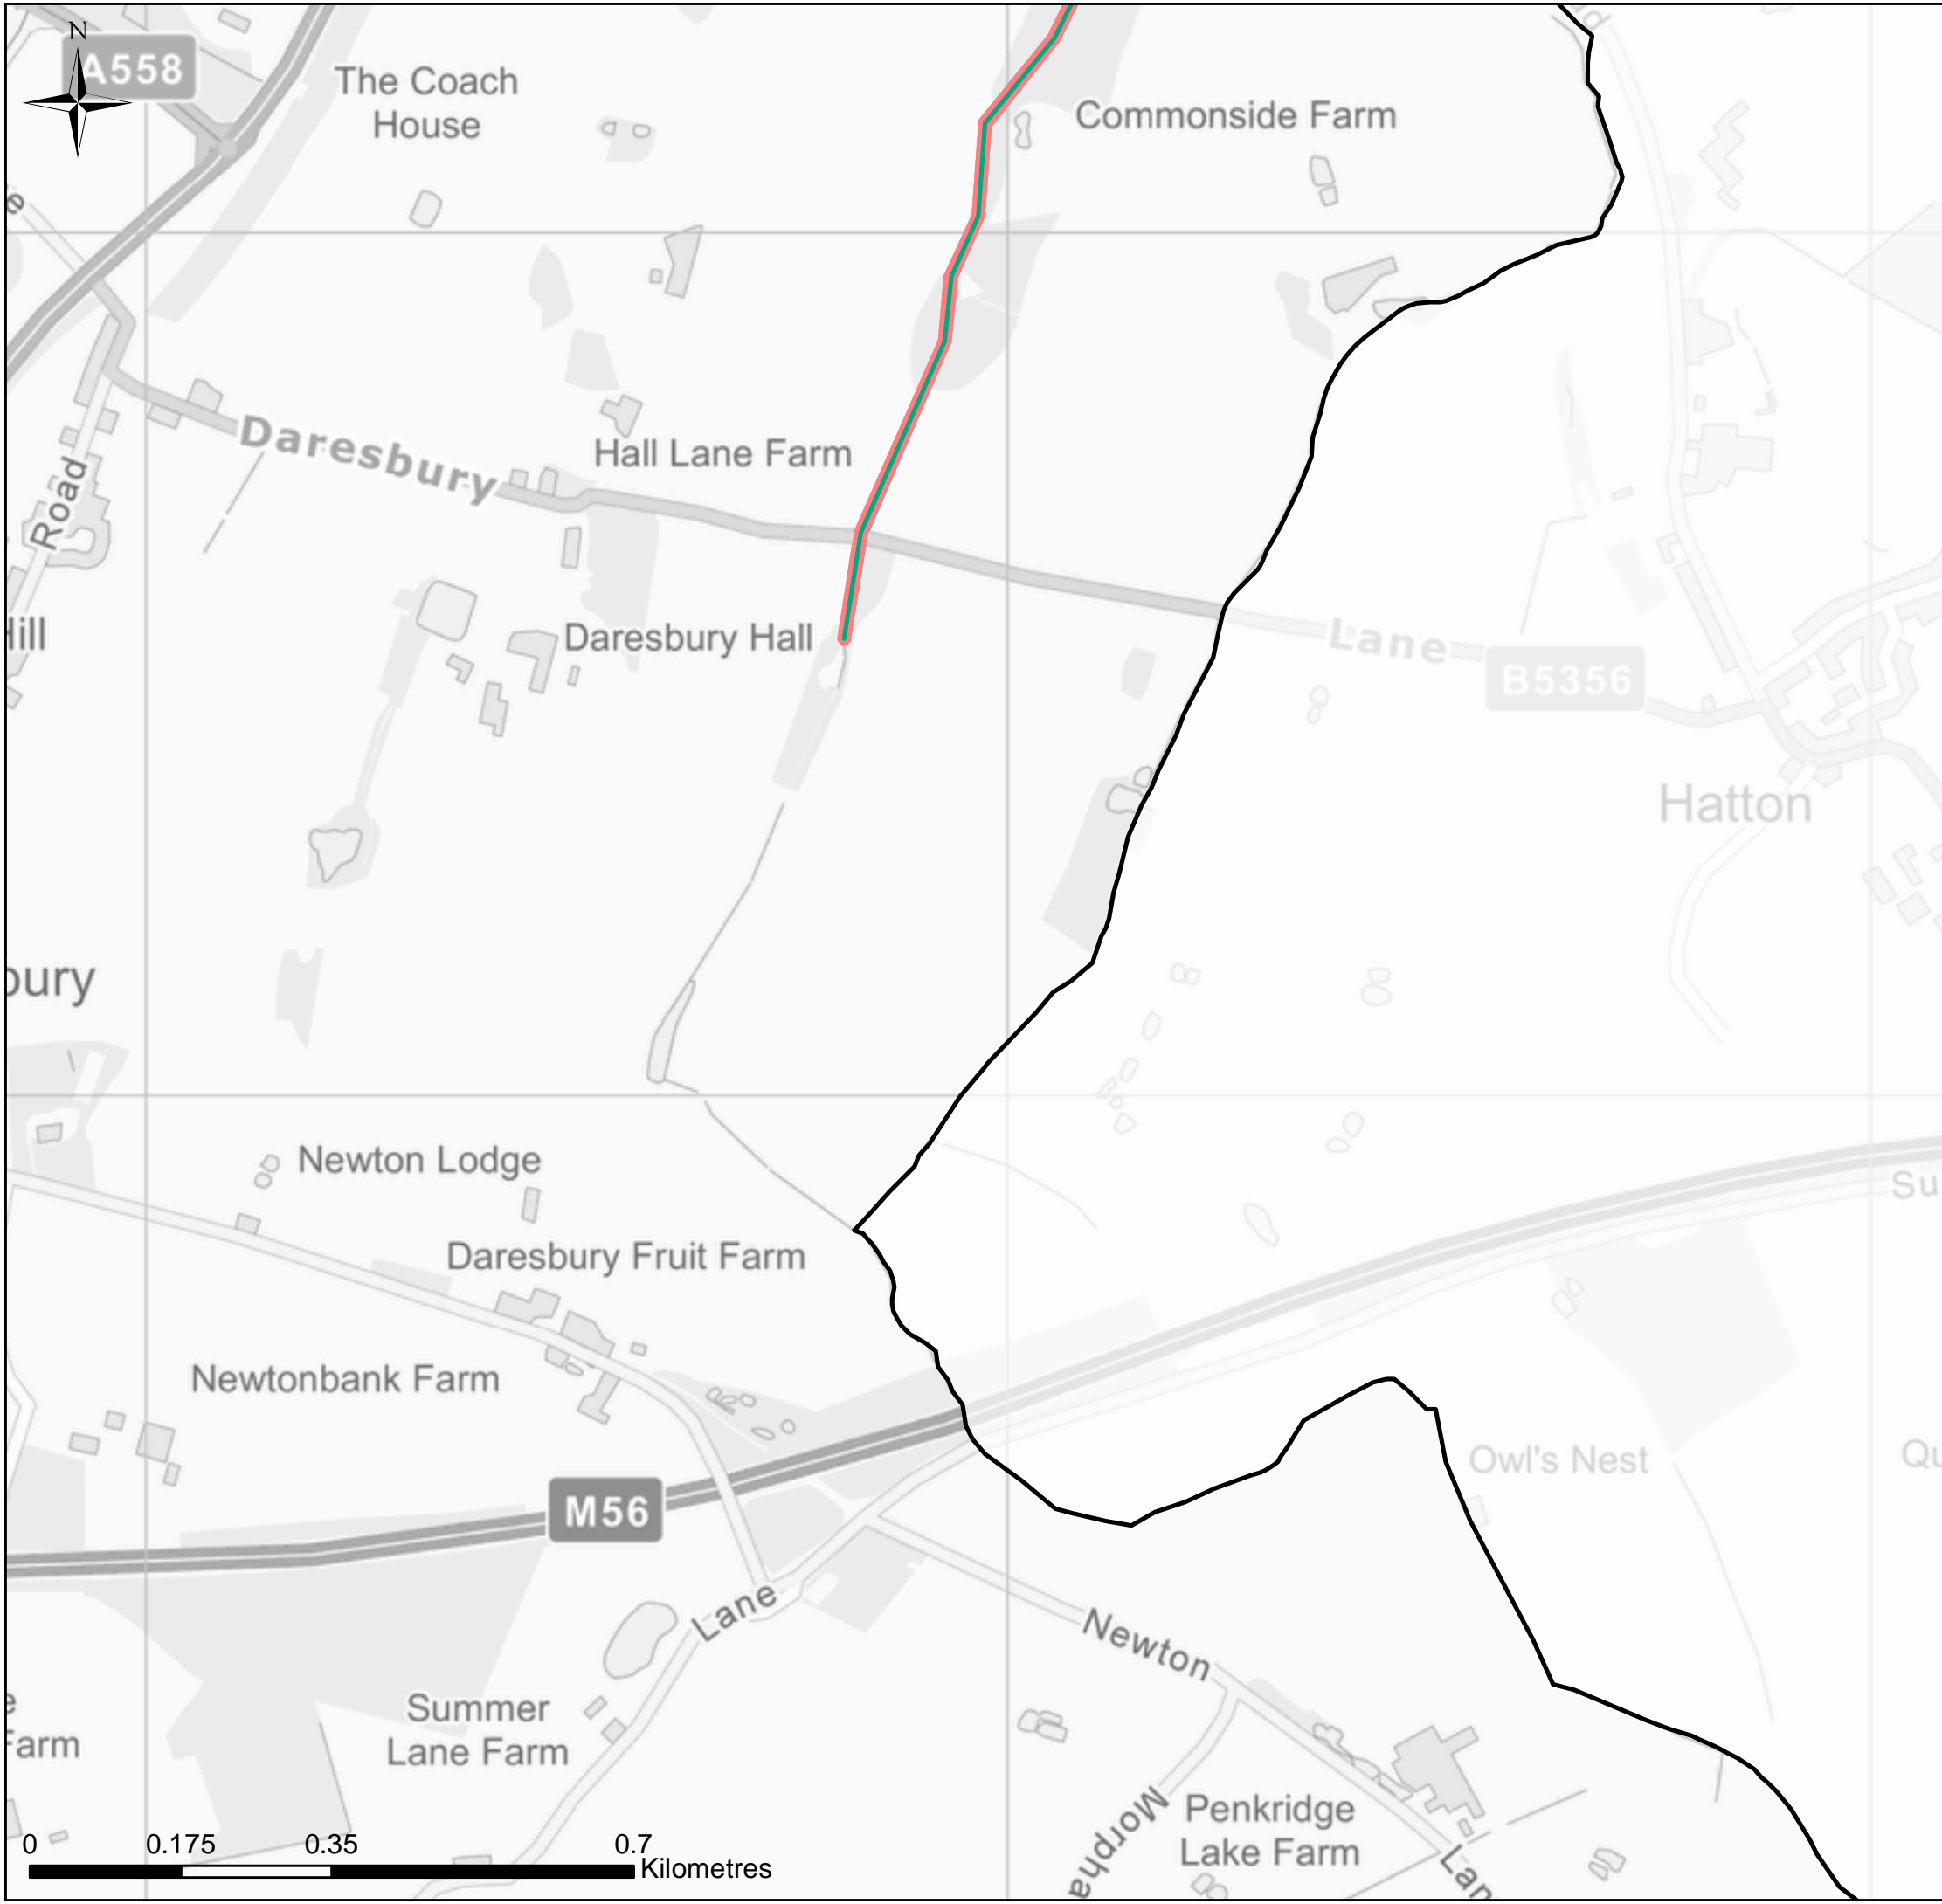 N
A558
The Coach
House
Commonside Farm
Daresbury
Hall Lane Farm
Road
Hill
Daresbury Hall
Lane
B5356
Hatton
bury
Newton Lodge
Su
Daresbury Fruit Farm
Newtonbank Farm
Owl's Nest
Qu
M56
Lane
Newton
Summer
Lane Farm
Farm
Morpha
Penkridge
Lake Farm
Lan
0
0.175
0.35
0.7
Kilometres